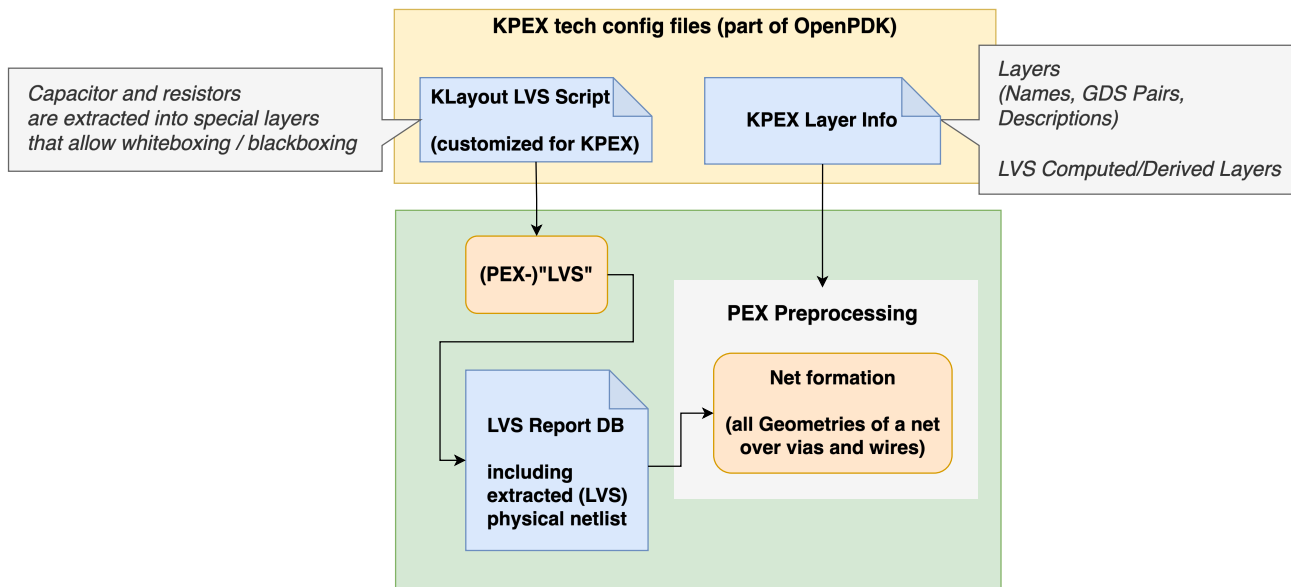 KPEX tech config files (part of OpenPDK)
Capacitor and resistors
are extracted into special layers
that allow whiteboxing / blackboxing
KLayout LVS Script
(customized for KPEX)
KPEX Layer Info
Layers
(Names, GDS Pairs,
Descriptions)
LVS Computed/Derived Layers
(PEX-)"LVS"
PEX Preprocessing
Net formation
(all Geometries of a net
over vias and wires)
LVS Report DB
including
extracted (LVS)
physical netlist